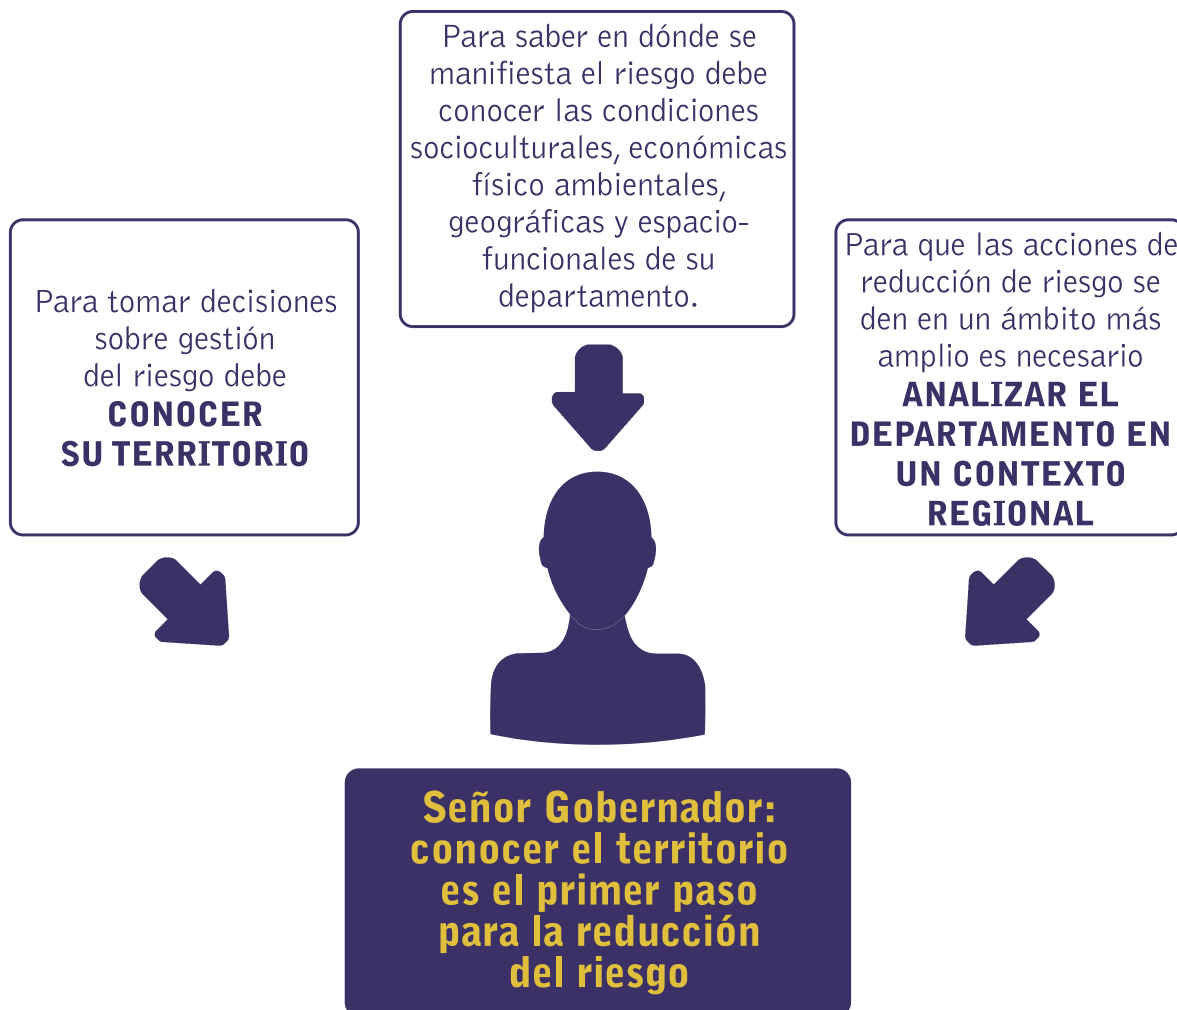 Para saber en dónde se
manifiesta el riesgo debe
conocer las condiciones
socioculturales, económicas
físico ambientales,
geográficas y espacio-
funcionales de su
departamento.
Para tomar decisiones
sobre gestión
del riesgo debe
CONOCER
SU TERRITORIO
Para que las acciones de
reducción de riesgo se
den en un ámbito más
amplio es necesario
ANALIZAR EL
DEPARTAMENTO EN
UN CONTEXTO
REGIONAL
Señor Gobernador:
conocer el territorio
es el primer paso
para la reducción
del riesgo